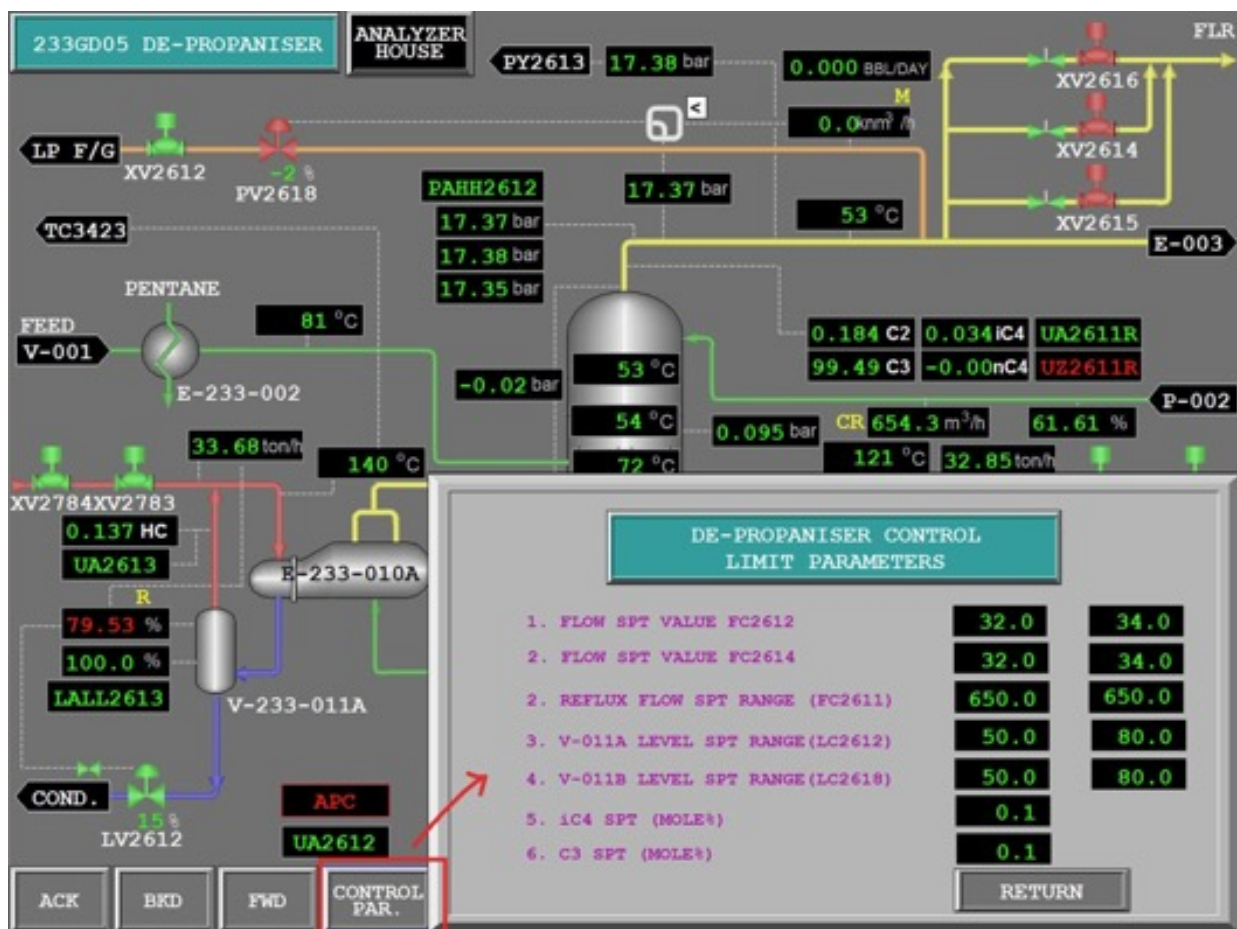 233GD05 DE-PROPANISER
ANALYZER
HOUSE
PY2613
17.38 bar
0.000 BBL/DAY
FLR
XV2616
M
0.0knm³/h
<
LP F/G
XV2612
-2 %
PV2618
XV2614
PAHH2612
17.37 bar
17.37 bar
53 °C
XV2615
TC3423
17.38 bar
E-003
17.35 bar
PENTANE
81 °C
FEED
V-001
E-233-002
0.184 C2 0.034 iC4 UA2611R
99.49 C3 -0.00nC4 UZ2611R
53 °C
-0.02 bar
P-002
54 °C
0.095 bar
CR 654.3 m³/h
61.61 %
33.68 ton/h
140 °C
72 °C
121 °C
32.85 ton/h
XV2784XV2783
0.137 HC
UA2613
E-233-010A
R
79.53 %
100.0 %
LALL2613
V-233-011A
COND.
15 %
LV2612
APC
UA2612
ACK
BKD
FWD
CONTROL
PAR.
DE-PROPANISER CONTROL
LIMIT PARAMETERS
1. FLOW SPT VALUE FC2612 32.0 34.0
2. FLOW SPT VALUE FC2614 32.0 34.0
2. REFLUX FLOW SPT RANGE (FC2611) 650.0 650.0
3. V-011A LEVEL SPT RANGE(LC2612) 50.0 80.0
4. V-011B LEVEL SPT RANGE(LC2618) 50.0 80.0
5. iC4 SPT (MOLE%) 0.1
6. C3 SPT (MOLE%) 0.1
RETURN